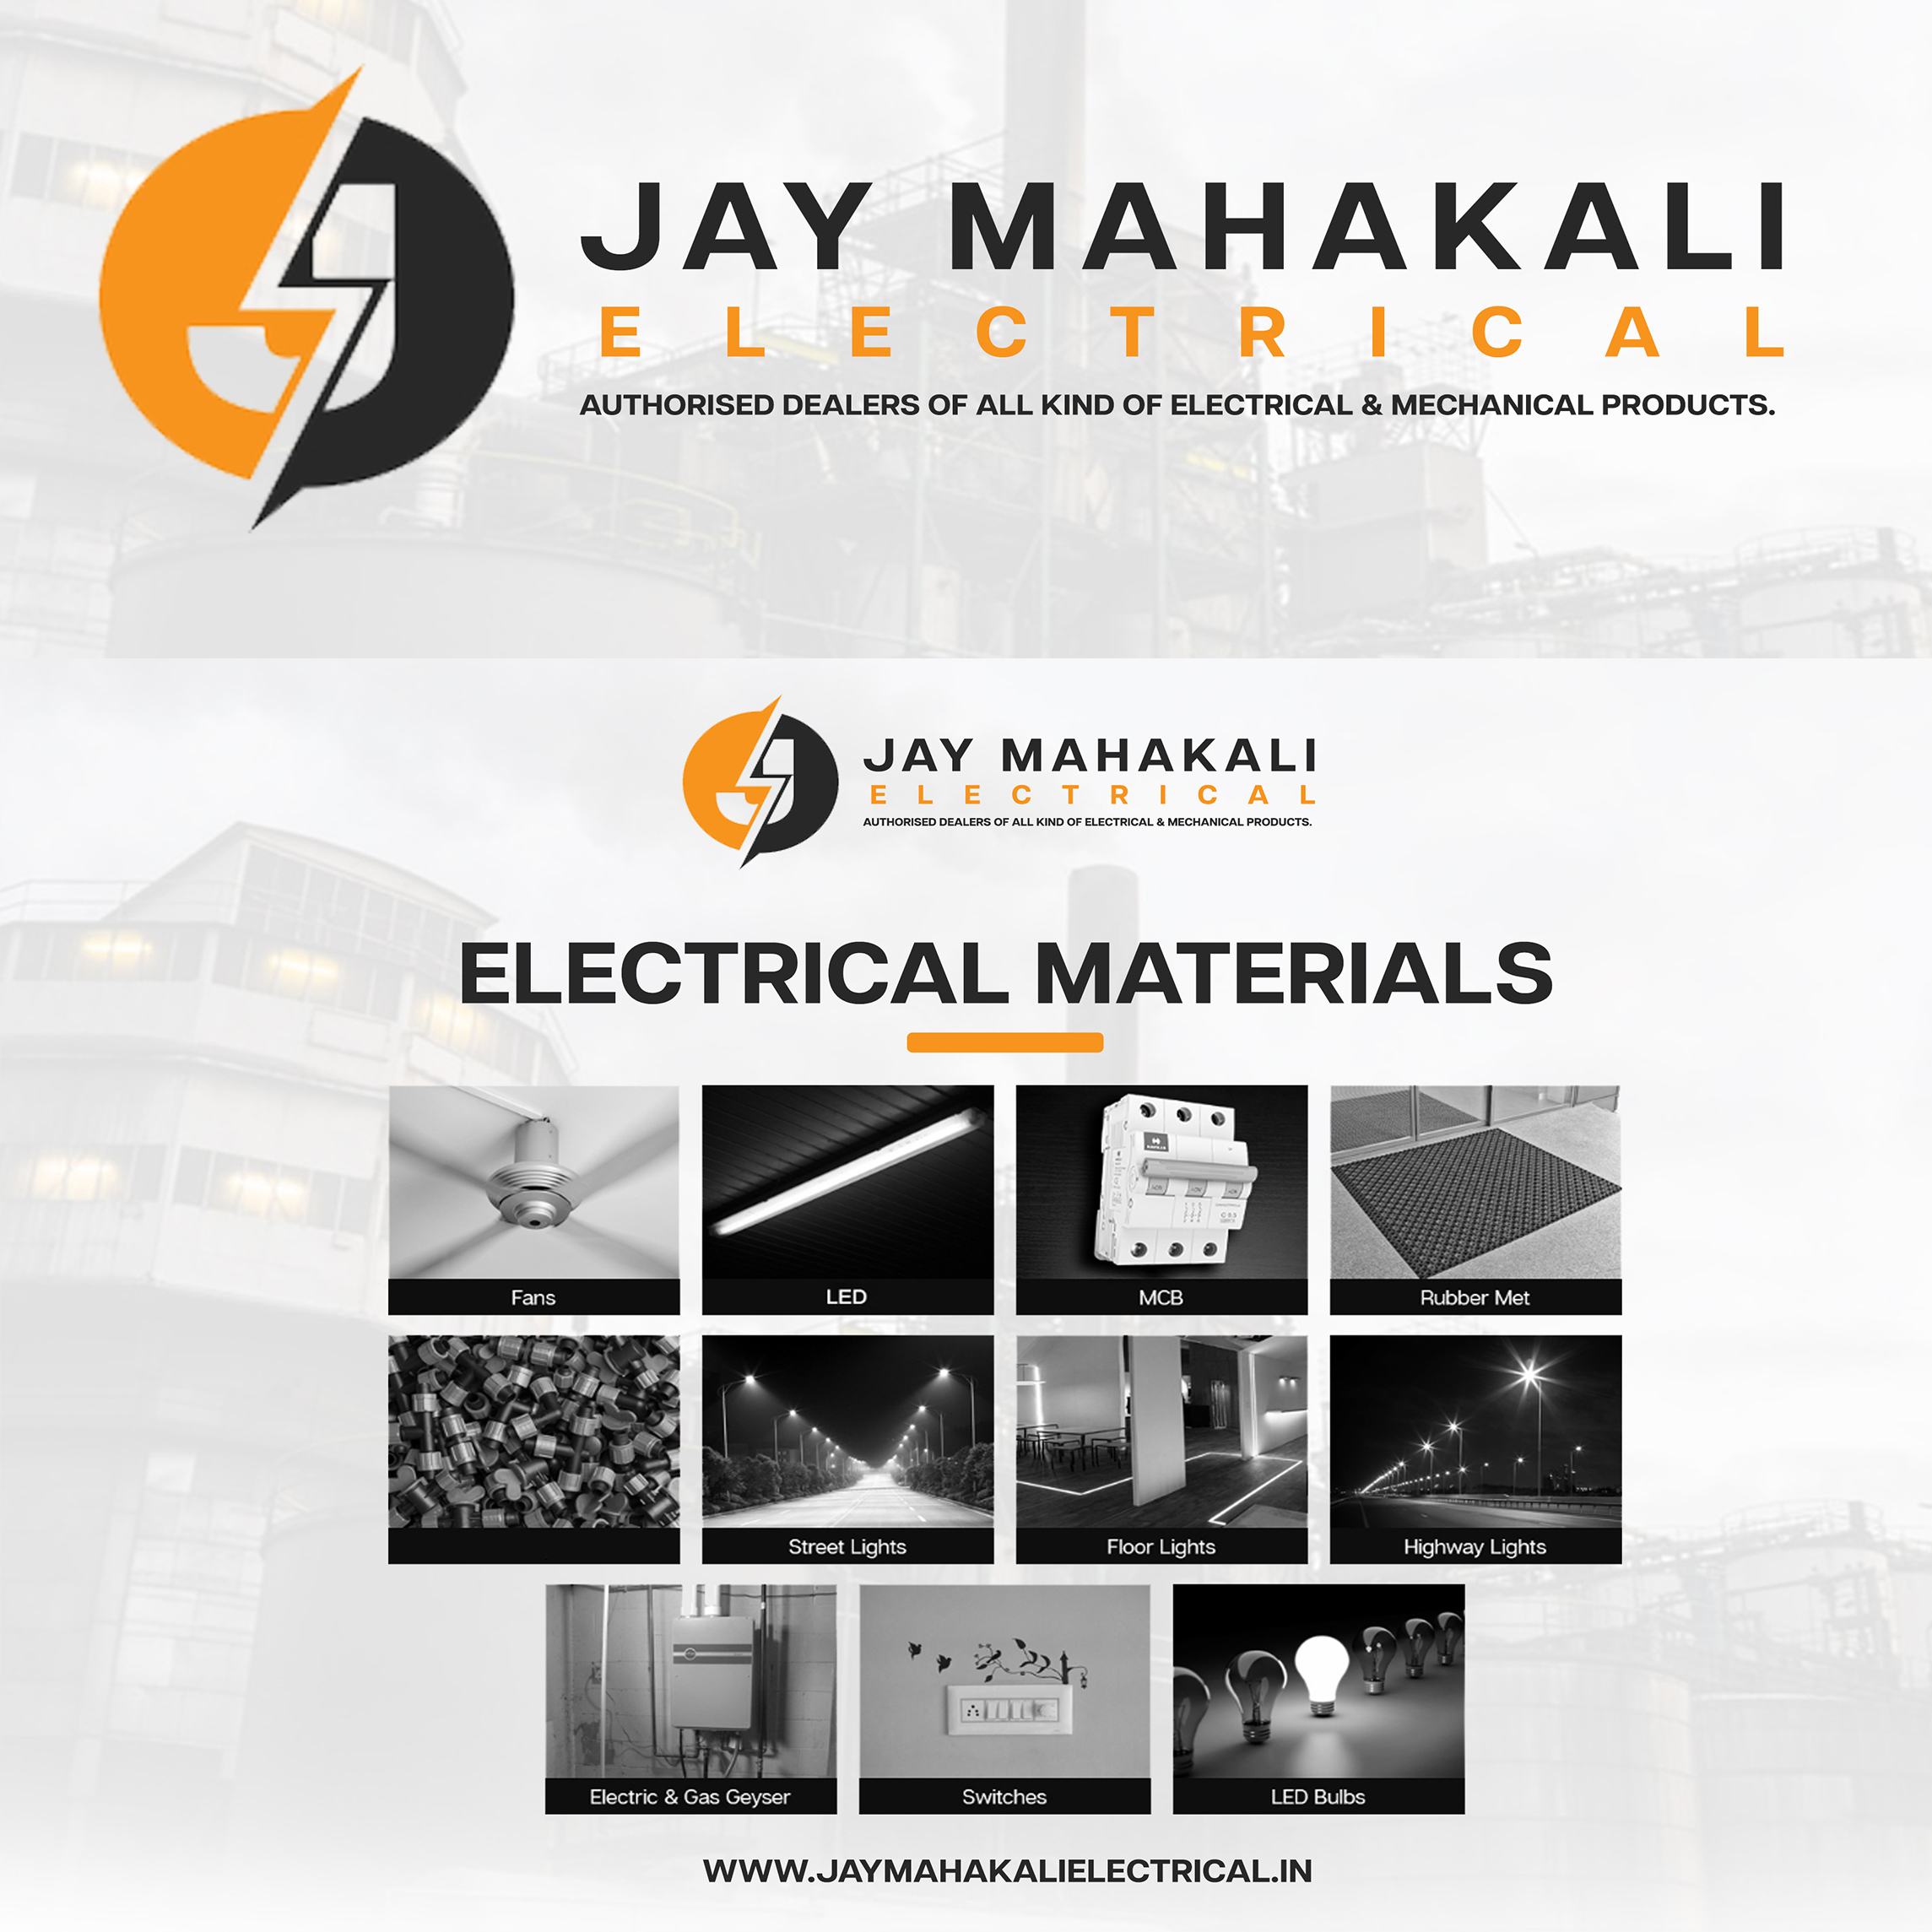 JAY MAHAKALI
ELECTRICAL
AUTHORISED DEALERS OF ALL KIND OF ELECTRICAL & MECHANICAL PRODUCTS.
JAY MAHAKALI
ELECTRICAL
AUTHORISED DEALERS OF ALL KIND OF ELECTRICAL & MECHANICAL PRODUCTS.
ELECTRICAL MATERIALS
Fans
LED
MCB
Rubber Met
Street Lights
Floor Lights
Highway Lights
Electric & Gas Geyser
Switches
LED Bulbs
WWW.JAYMAHAKALIELECTRICAL.IN